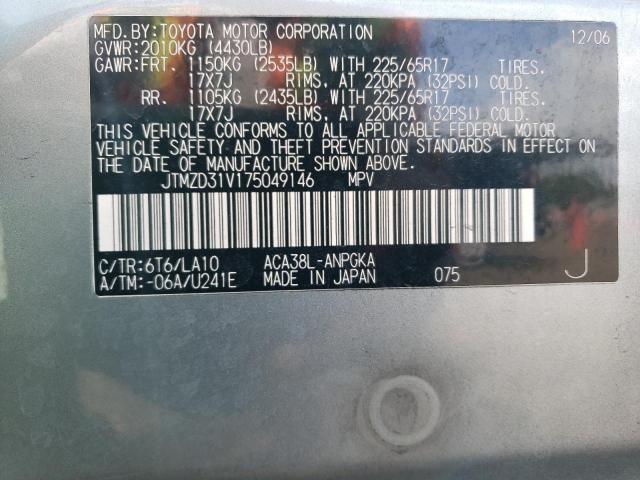 MFD.BY:TOYOTA MOTOR CORPORATION 12/06
GVWR:2010KG (4430LB)
GAWR:FRT. 1150KG (2535LB) WITH 225/65R17 TIRES.
17X7J RIMS, AT 220KPA (32PSI) COLD.
RR. 1105KG (2435LB) WITH 225/65R17 TIRES.
17X7J RIMS, AT 220KPA (32PSI) COLD.
THIS VEHICLE CONFORMS TO ALL APPLICABLE FEDERAL MOTOR
VEHICLE SAFETY AND THEFT PREVENTION STANDARDS IN EFFECT ON
THE DATE OF MANUFACTURE SHOWN ABOVE.
JTMZD31V175049146 MPV
C/TR:6T6/LA10 ACA38L-ANPGKA
A/TM:-06A/U241E MADE IN JAPAN 075 J